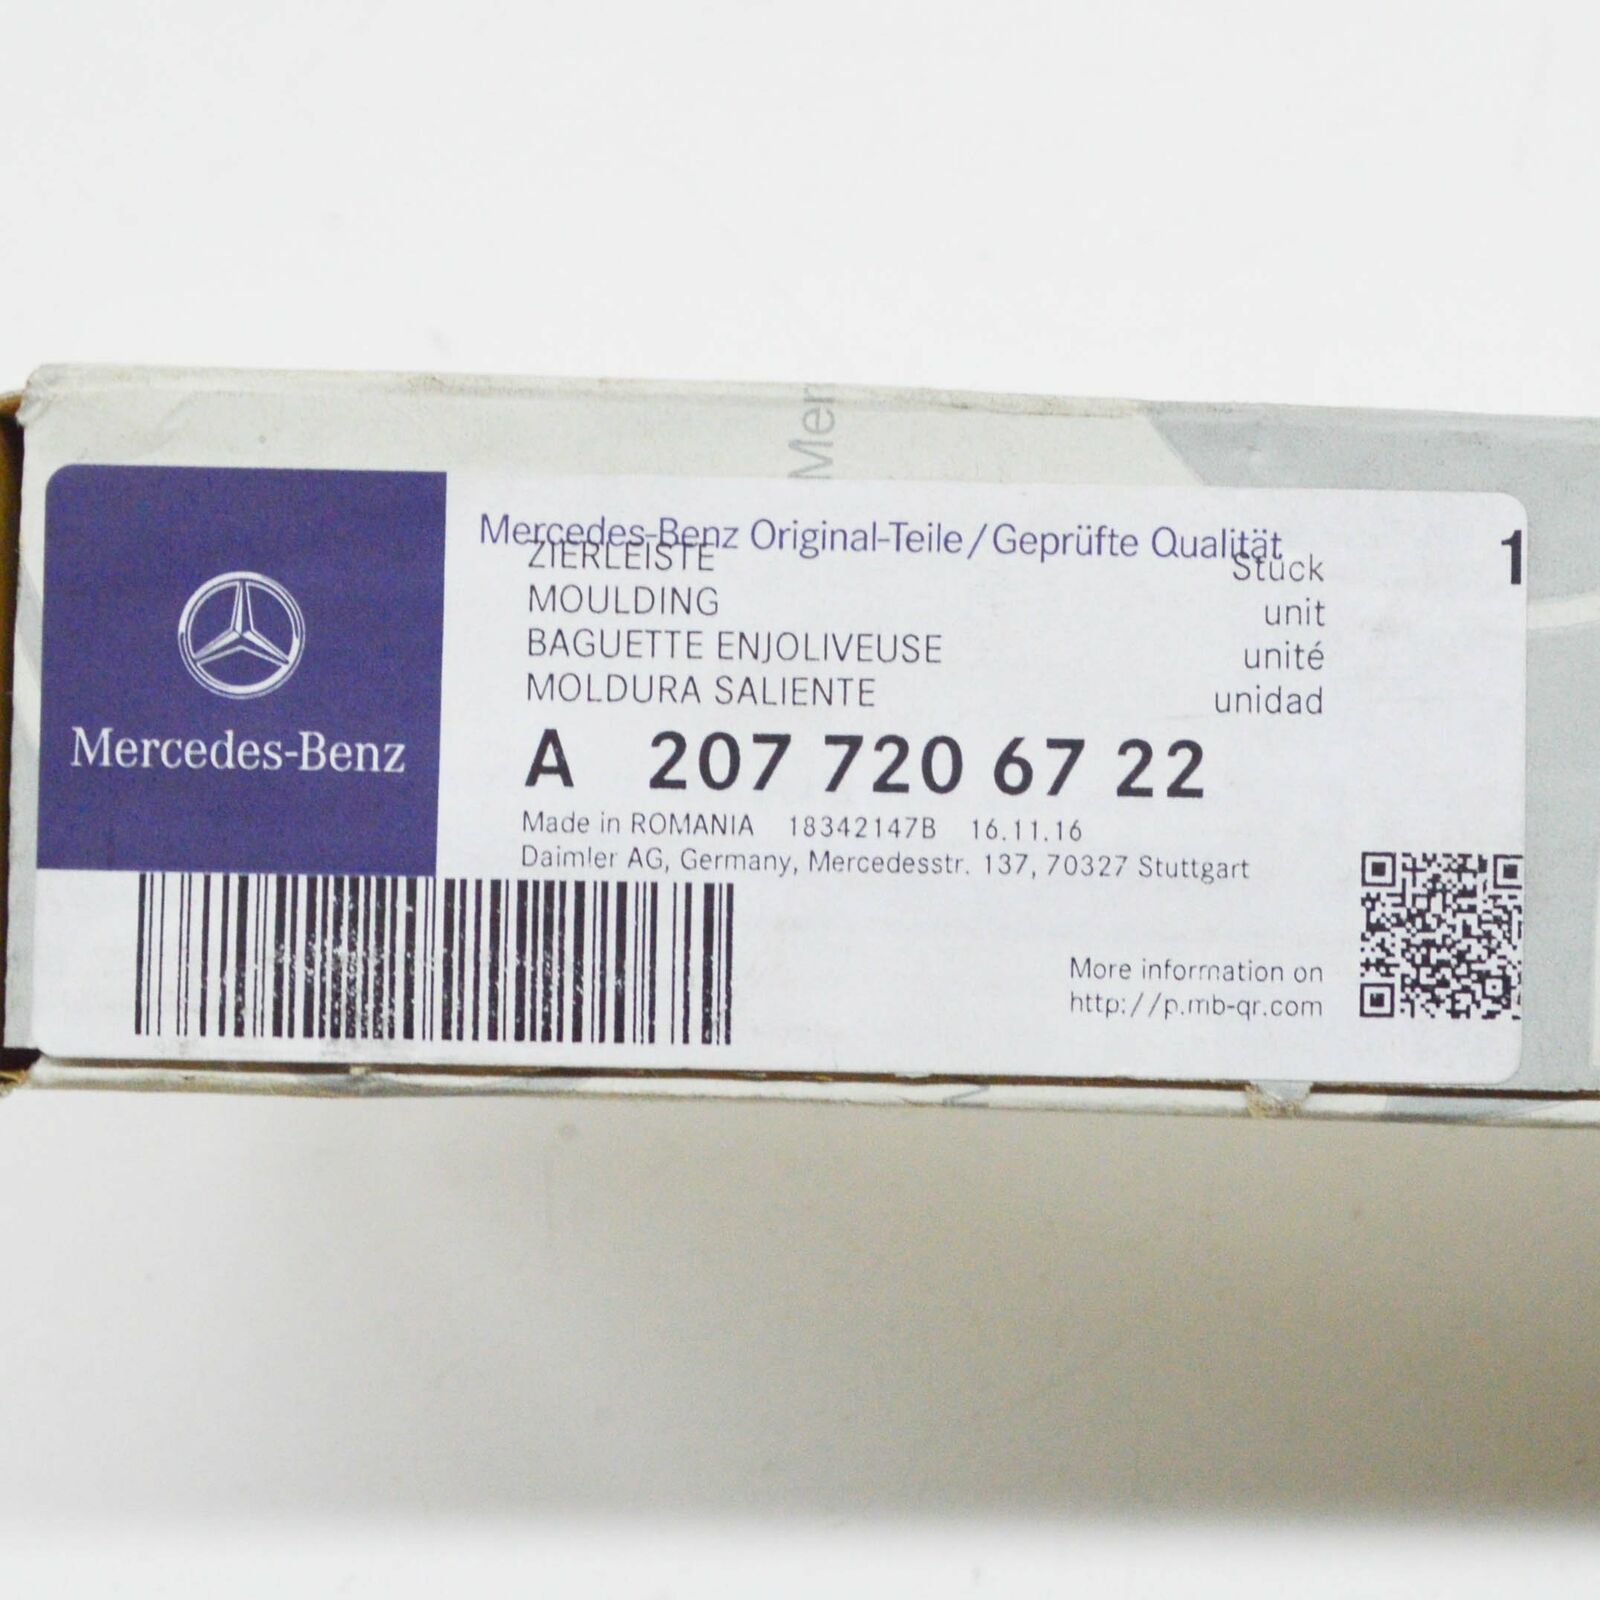 Mer
Mercedes-Benz
Mercedes-Benz Original-Teile/Geprüfte Qualität
ZIERLEISTE Stück 1
MOULDING unit
BAGUETTE ENJOLIVEUSE unité
MOLDURA SALIENTE unidad
A 207 720 67 22
Made in ROMANIA 18342147B 16.11.16
Daimler AG, Germany, Mercedesstr. 137, 70327 Stuttgart
More information on
http://p.mb-qr.com